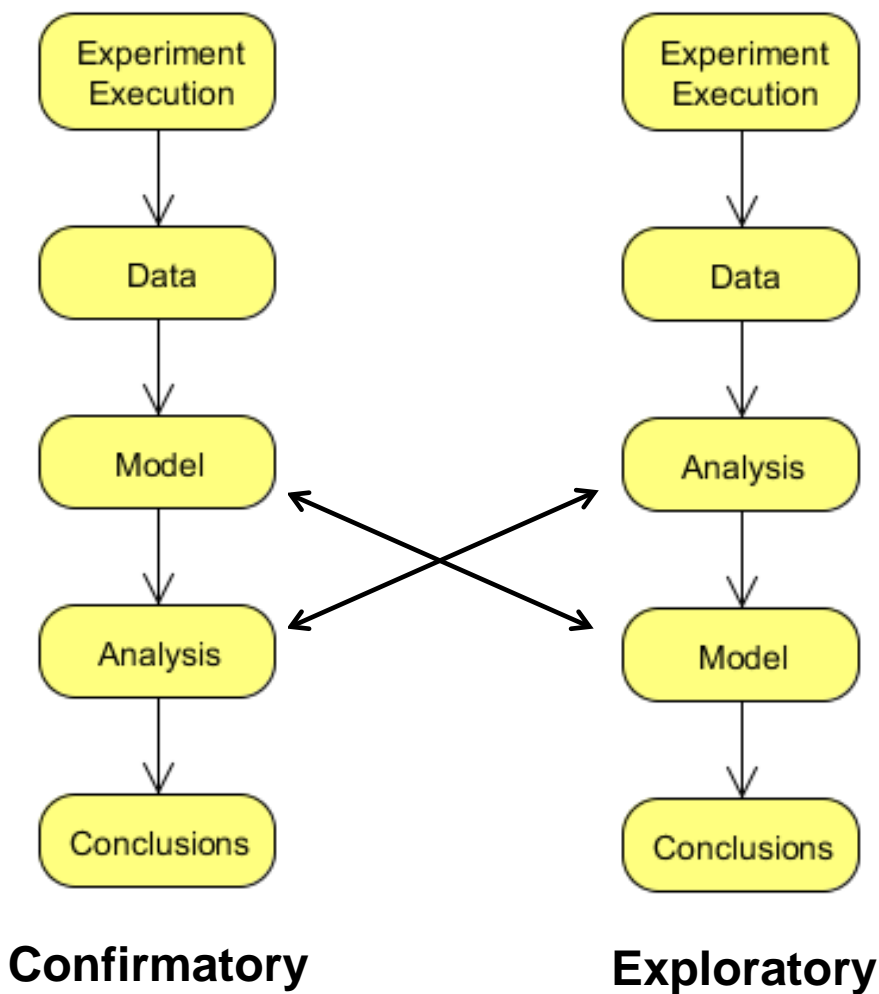 Experiment
Execution
Data
Model
Analysis
Conclusions
Confirmatory
Experiment
Execution
Data
Analysis
Model
Conclusions
Exploratory